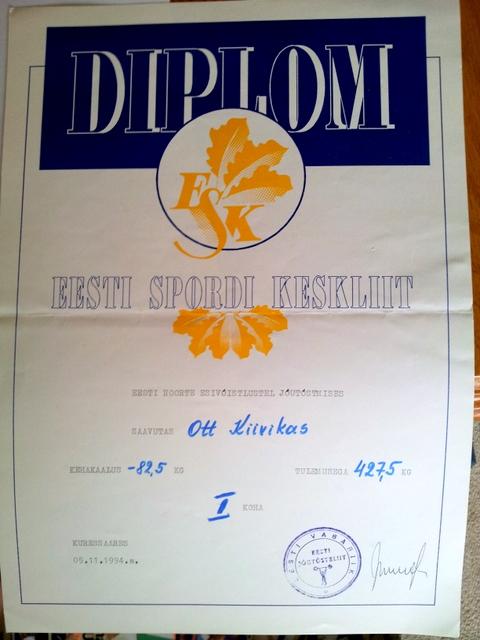 DIPLOM
ESK
EESTI SPORDI KESKLIIT
EESTI NOORTE ESIVÕISTLUSTEL JÕUTÕSTMISES
SAAVUTAS Ott Kiivikas
KEHAKAALUS -82,5 KG TULEMUSEGA 427,5 KG
I KOHA
KURESSAARES
05.11.1994.a.
EESTI VABARIIK
EESTI
JÕUTÕSTELIIT